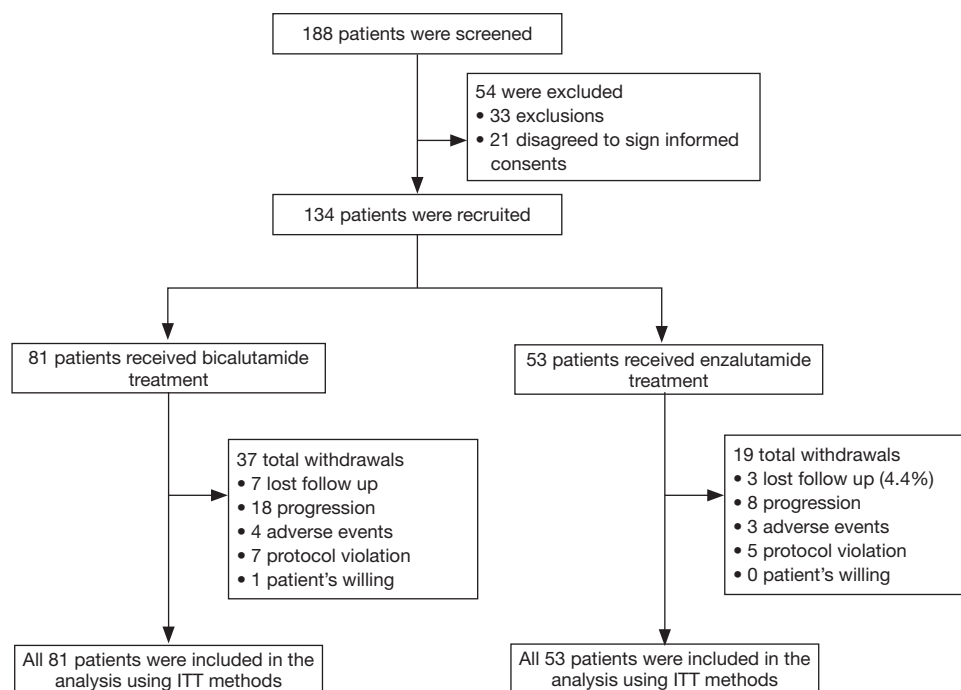 188 patients were screened
54 were excluded
• 33 exclusions
• 21 disagreed to sign informed
consents
134 patients were recruited
81 patients received bicalutamide
treatment
53 patients received enzalutamide
treatment
37 total withdrawals
• 7 lost follow up
• 18 progression
• 4 adverse events
• 7 protocol violation
• 1 patient's willing
19 total withdrawals
• 3 lost follow up (4.4%)
• 8 progression
• 3 adverse events
• 5 protocol violation
• 0 patient's willing
All 81 patients were included in the
analysis using ITT methods
All 53 patients were included in the
analysis using ITT methods